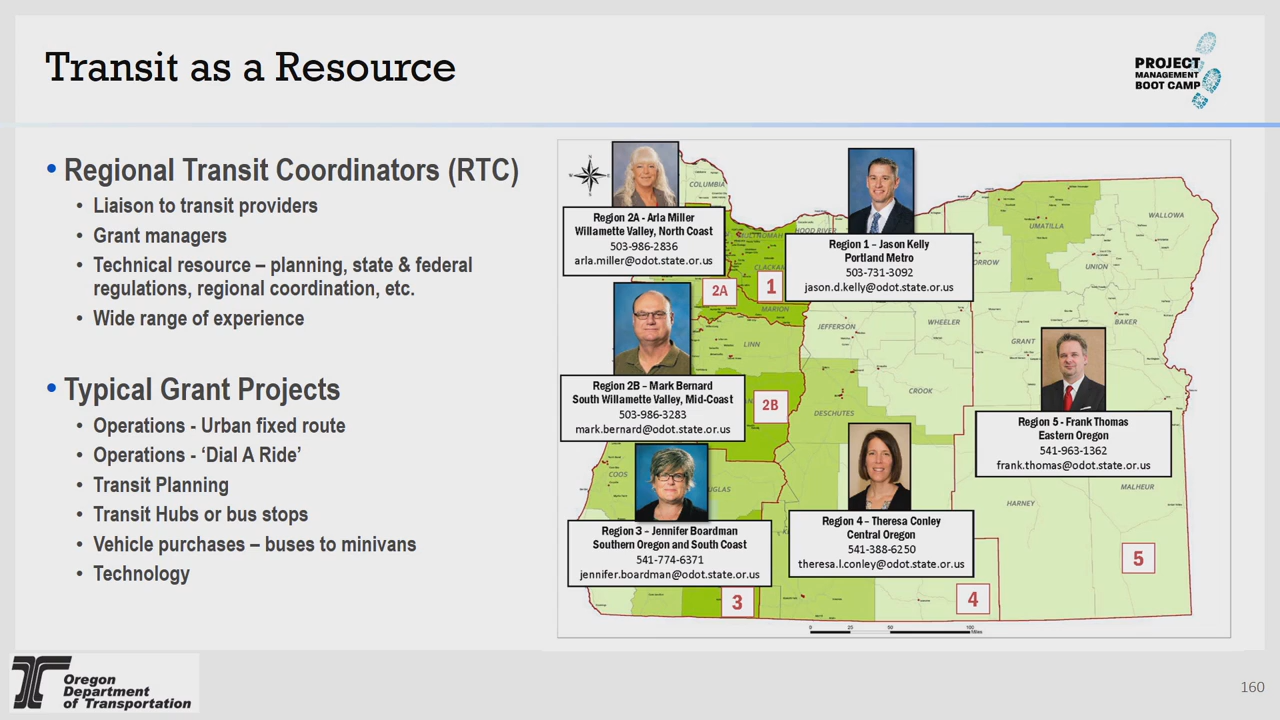 Transit as a Resource
PROJECT
MANAGEMENT
BOOT CAMP
• Regional Transit Coordinators (RTC)
• Liaison to transit providers
• Grant managers
• Technical resource – planning, state & federal
regulations, regional coordination, etc.
• Wide range of experience
• Typical Grant Projects
• Operations - Urban fixed route
• Operations - ‘Dial A Ride’
• Transit Planning
• Transit Hubs or bus stops
• Vehicle purchases – buses to minivans
• Technology
N
COLUMBIA
Region 2A - Arla Miller
Willamette Valley, North Coast
503-986-2836
arla.miller@odot.state.or.us
HOOD RIVER
Region 1 – Jason Kelly
Portland Metro
503-731-3092
jason.d.kelly@odot.state.or.us
UMATILLA
WALLOWA
UNION
2A
1
MARION
JEFFERSON
WHEELER
GRANT
BAKER
LINN
Region 2B – Mark Bernard
South Willamette Valley, Mid-Coast
503-986-3283
mark.bernard@odot.state.or.us
2B
CROOK
DESCHUTES
Region 5 - Frank Thomas
Eastern Oregon
541-963-1362
frank.thomas@odot.state.or.us
COOS
MALHEUR
HARNEY
Region 3 – Jennifer Boardman
Southern Oregon and South Coast
541-774-6371
jennifer.boardman@odot.state.or.us
Region 4 – Theresa Conley
Central Oregon
541-388-6250
theresa.l.conley@odot.state.or.us
5
3
4
0 20 50 100
Miles
Oregon
Department
of Transportation
160